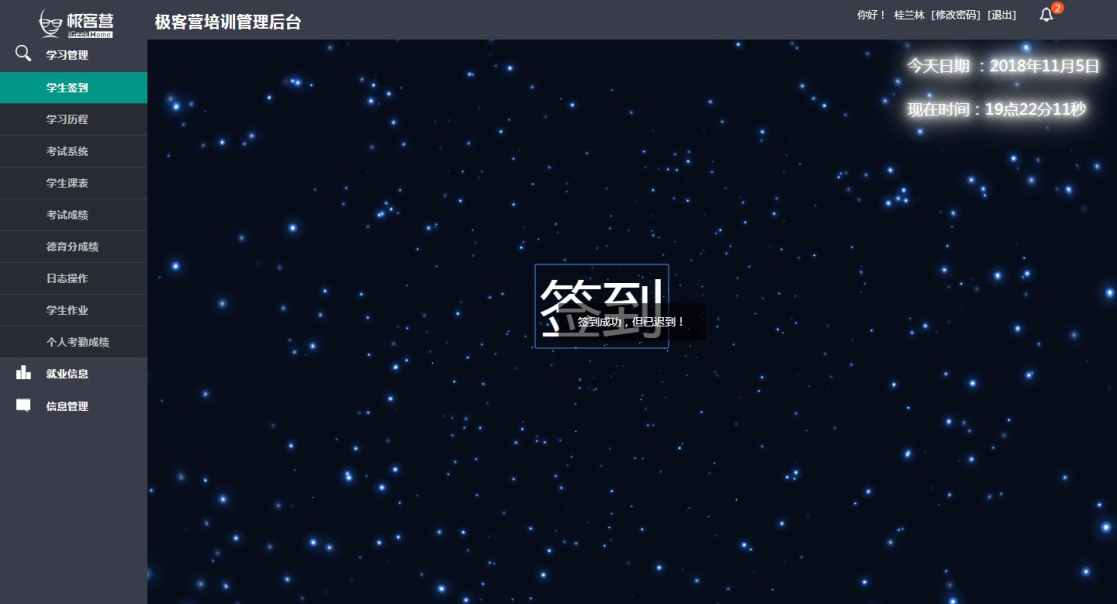 极客营
iGeekHome
极客营培训管理后台
你好！ 桂兰林 [修改密码] [退出]
2
学习管理
学生签到
学习历程
考试系统
学生课表
考试成绩
德育分成绩
日志操作
学生作业
个人考勤成绩
就业信息
信息管理
今天日期 ：2018年11月5日
现在时间：19点22分11秒
签到
签到成功，但已迟到！